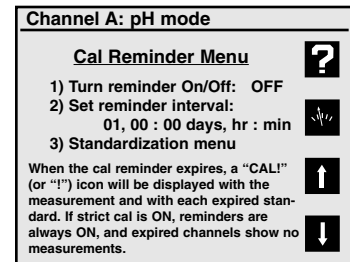 Channel A: pH mode
Cal Reminder Menu
1) Turn reminder On/Off: OFF
2) Set reminder interval:
01, 00 : 00 days, hr : min
3) Standardization menu
When the cal reminder expires, a “CAL!”
(or “!”) icon will be displayed with the
measurement and with each expired stan-
dard. If strict cal is ON, reminders are
always ON, and expired channels show no
measurements.
?